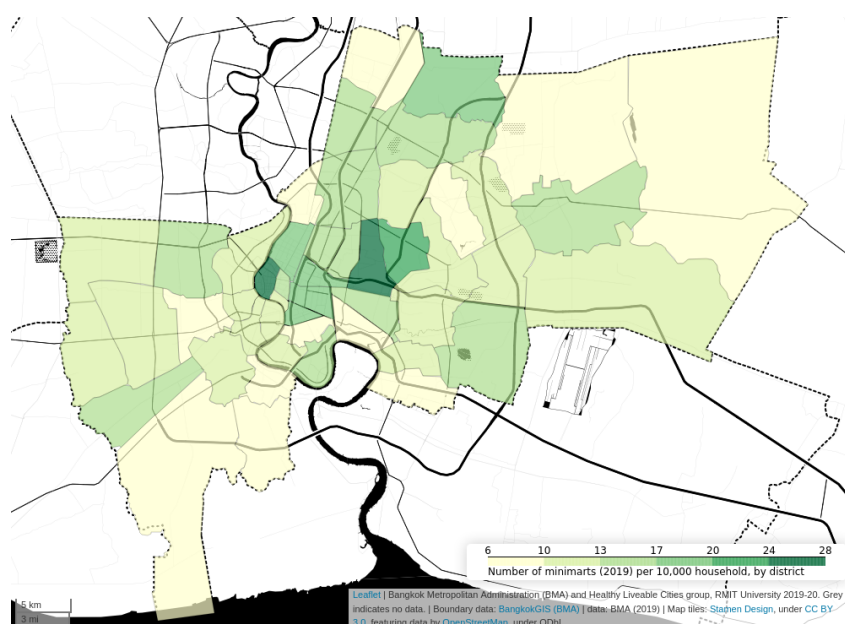 6 10 13 17 20 24 28
Number of minimarts (2019) per 10,000 household, by district
5 km
3 mi
Leaflet | Bangkok Metropolitan Administration (BMA) and Healthy Liveable Cities group, RMIT University 2019-20. Grey
indicates no data. | Boundary data: BangkokGIS (BMA) | data: BMA (2019) | Map tiles: Stamen Design, under CC BY
3.0, featuring data by OpenStreetMap, under ODbL